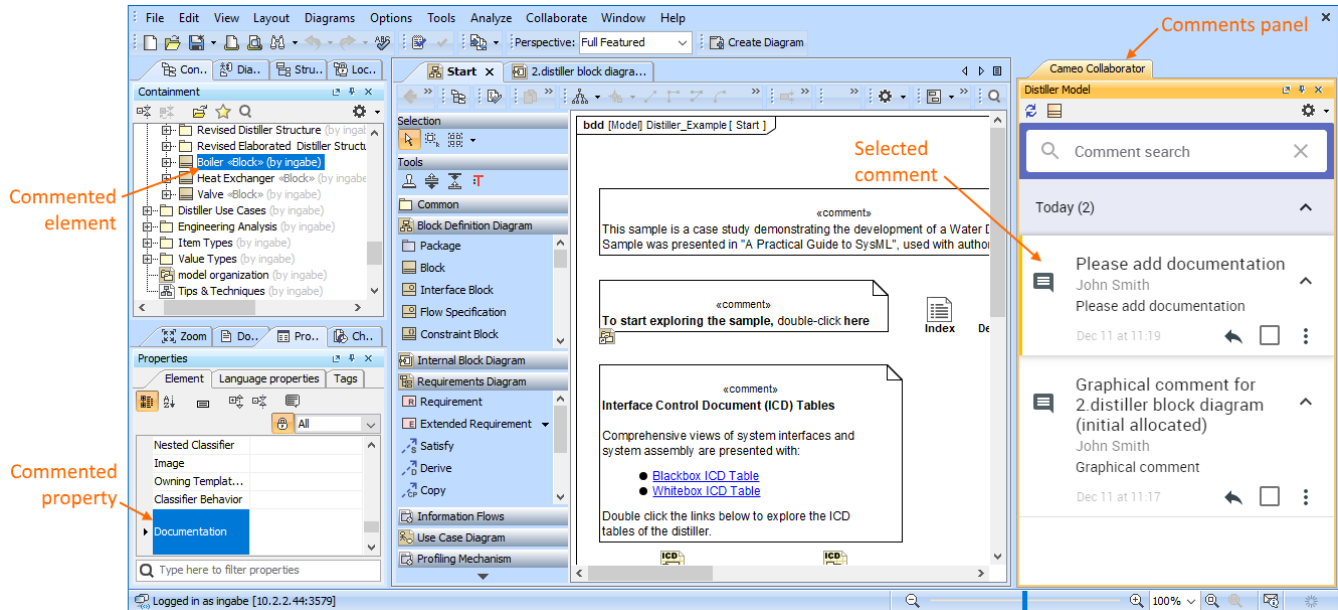 File Edit View Layout Diagrams Options Tools Analyze Collaborate Window Help
Comments panel
Perspective: Full Featured
Create Diagram
Con.. Dia.. Stru.. Loc..
Containment
Revised Distiller Structure (by ingal
Revised Elaborated Distiller Structu
Boiler «Block» (by ingabe)
Heat Exchanger «Block» (by ingabe
Valve «Block» (by ingabe)
Distiller Use Cases (by ingabe)
Engineering Analysis (by ingabe)
Item Types (by ingabe)
Value Types (by ingabe)
model organization (by ingabe)
Tips & Techniques (by ingabe)
Commented
element
Zoom Do.. Pro.. Ch..
Properties
Element Language properties Tags
All
Nested Classifier
Image
Owning Templat...
Classifier Behavior
Documentation
Commented
property
Type here to filter properties
Start 2.distiller block diagra...
Selection
Tools
Common
Block Definition Diagram
Package
Block
Interface Block
Flow Specification
Constraint Block
Internal Block Diagram
Requirements Diagram
Requirement
Extended Requirement
Satisfy
Derive
Copy
Information Flows
Use Case Diagram
Profiling Mechanism
bdd [Model] Distiller_Example [ Start ]
«comment»
This sample is a case study demonstrating the development of a Water D
Sample was presented in "A Practical Guide to SysML", used with autho
«comment»
To start exploring the sample, double-click here
Index De
«comment»
Interface Control Document (ICD) Tables
Comprehensive views of system interfaces and
system assembly are presented with:
Blackbox ICD Table
Whitebox ICD Table
Double click the links below to explore the ICD
tables of the distiller.
ICD ICD
Selected
comment
Cameo Collaborator
Distiller Model
Comment search
Today (2)
Please add documentation
John Smith
Please add documentation
Dec 11 at 11:19
Graphical comment for
2.distiller block diagram
(initial allocated)
John Smith
Graphical comment
Dec 11 at 11:17
Logged in as ingabe [10.2.2.44:3579]
100%